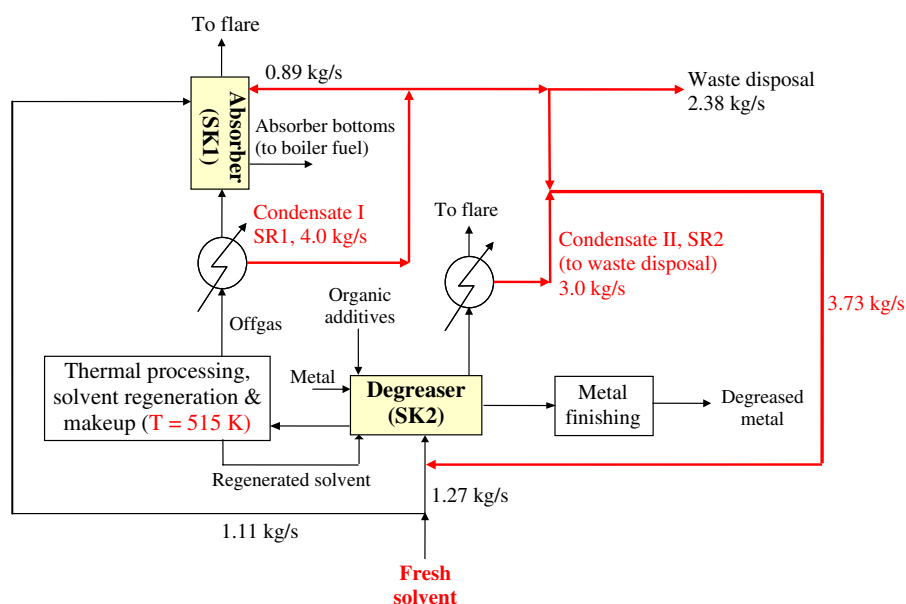 To flare
0.89 kg/s
Waste disposal
2.38 kg/s
Absorber
(SK1)
Absorber bottoms
(to boiler fuel)
Condensate I
SR1, 4.0 kg/s
To flare
Condensate II, SR2
(to waste disposal)
3.0 kg/s
3.73 kg/s
Offgas
Organic
additives
Thermal processing,
solvent regeneration &
makeup (T = 515 K)
Metal
Degreaser
(SK2)
Metal
finishing
Degreased
metal
Regenerated solvent
1.27 kg/s
1.11 kg/s
Fresh
solvent